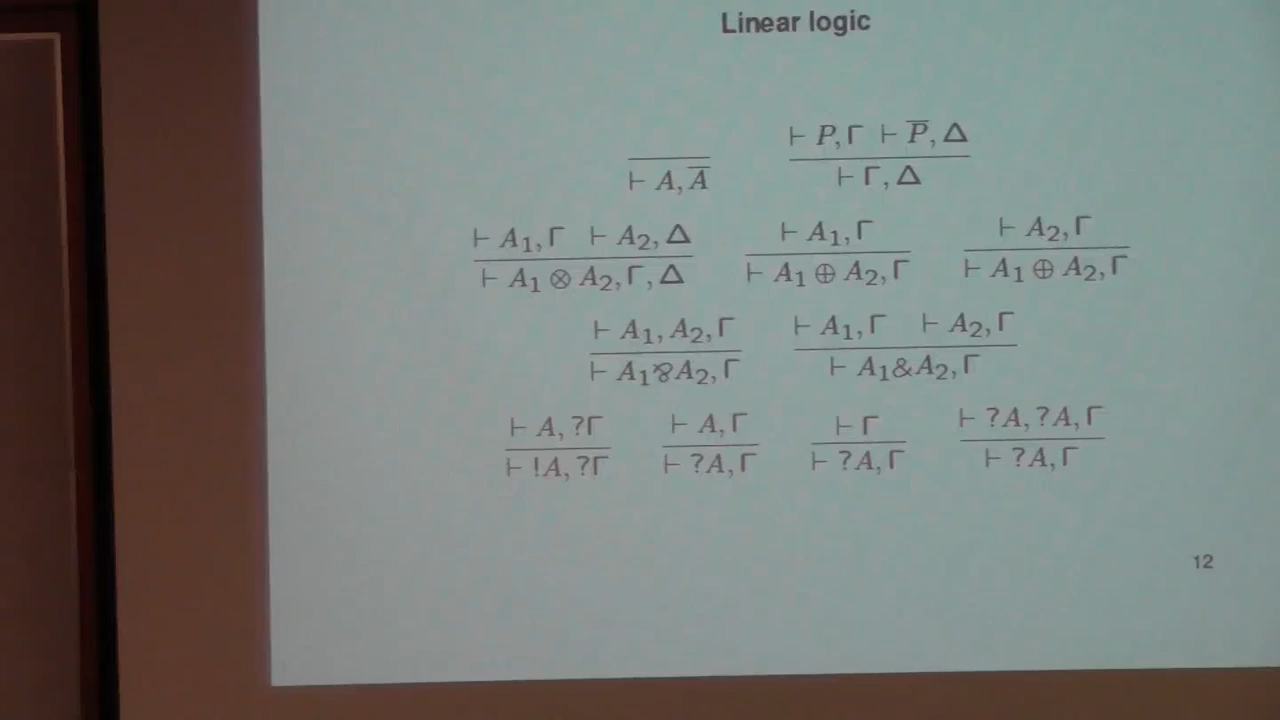 Linear logic
⊢ P, Γ ⊢ P̅, Δ
⊢ A, A̅ ⊢ Γ, Δ
⊢ A₁, Γ ⊢ A₂, Δ ⊢ A₁, Γ ⊢ A₂, Γ
⊢ A₁ ⊗ A₂, Γ, Δ ⊢ A₁ ⊕ A₂, Γ ⊢ A₁ ⊕ A₂, Γ
⊢ A₁, A₂, Γ ⊢ A₁, Γ ⊢ A₂, Γ
⊢ A₁⅋A₂, Γ ⊢ A₁&A₂, Γ
⊢ A, ?Γ ⊢ A, Γ ⊢ Γ ⊢ ?A, ?A, Γ
⊢ !A, ?Γ ⊢ ?A, Γ ⊢ ?A, Γ ⊢ ?A, Γ
12